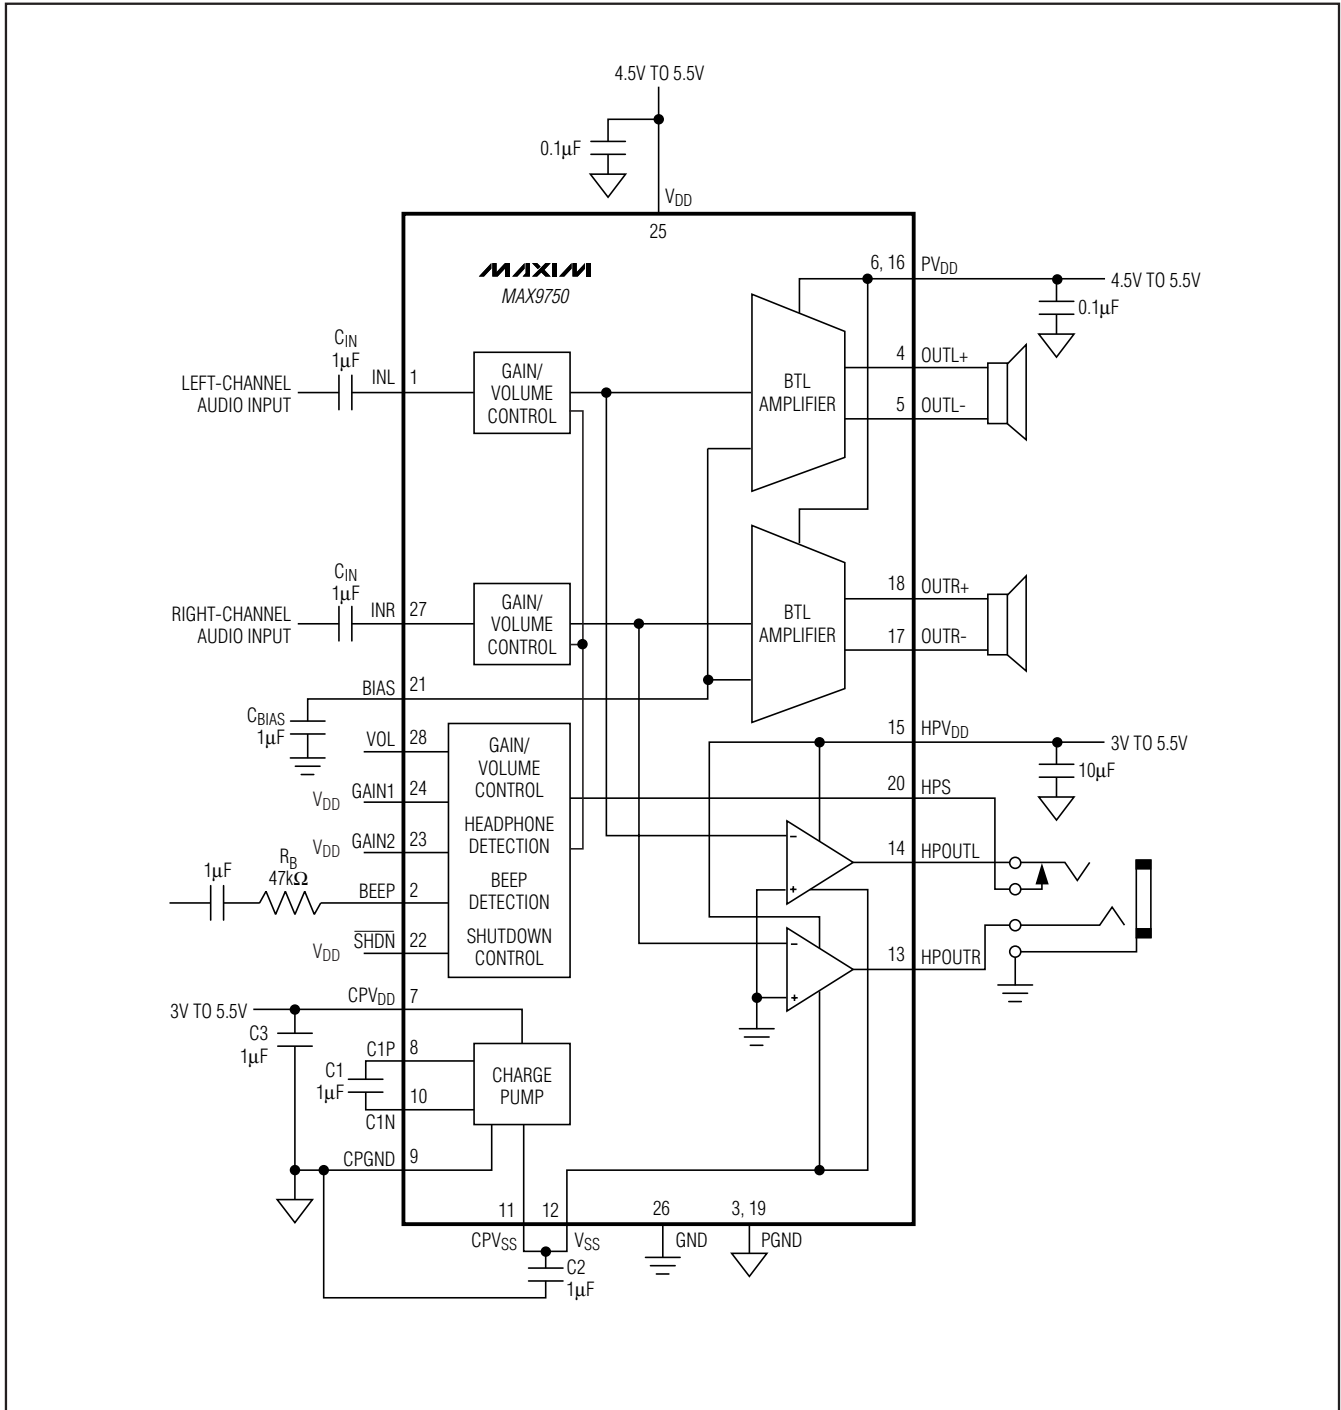 4.5V TO 5.5V
0.1µF
VDD
25
MAXIM
MAX9750
6, 16
PVDD
4.5V TO 5.5V
0.1µF
CIN
1µF
LEFT-CHANNEL
AUDIO INPUT
INL
1
GAIN/
VOLUME
CONTROL
BTL
AMPLIFIER
4
OUTL+
5
OUTL-
CIN
1µF
RIGHT-CHANNEL
AUDIO INPUT
INR
27
GAIN/
VOLUME
CONTROL
BTL
AMPLIFIER
18
OUTR+
17
OUTR-
BIAS
21
CBIAS
1µF
VOL
28
VDD
GAIN1
24
VDD
GAIN2
23
1µF
RB
47kΩ
BEEP
2
VDD
SHDN
22
GAIN/
VOLUME
CONTROL
HEADPHONE
DETECTION
BEEP
DETECTION
SHUTDOWN
CONTROL
15
HPVDD
3V TO 5.5V
10µF
20
HPS
−
+
14
HPOUTL
−
+
13
HPOUTR
3V TO 5.5V
CPVDD
7
C3
1µF
C1P
8
C1
1µF
10
C1N
CHARGE
PUMP
CPGND
9
11
12
26
3, 19
CPVSS
VSS
GND
PGND
C2
1µF